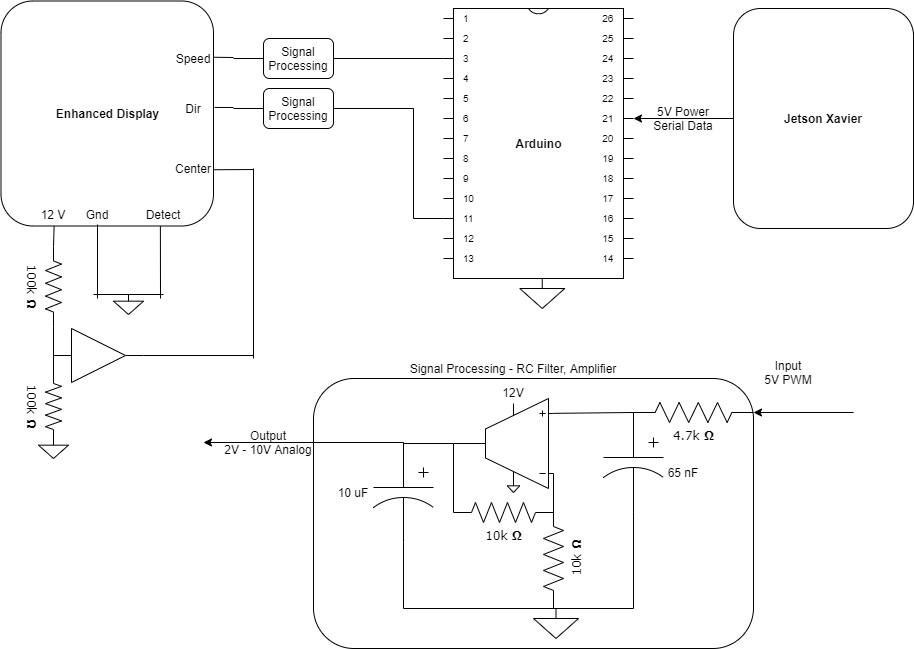 Enhanced Display
Speed
Dir
Center
12 V
Gnd
Detect
Signal
Processing
Signal
Processing
1
2
3
4
5
6
7
8
9
10
11
12
13
Arduino
26
25
24
23
22
21
20
19
18
17
16
15
14
5V Power
Serial Data
Jetson Xavier
100k Ω
100k Ω
Signal Processing - RC Filter, Amplifier
Input
5V PWM
12V
+
4.7k Ω
Output
2V - 10V Analog
+
−
+
65 nF
10 uF
10k Ω
10k Ω